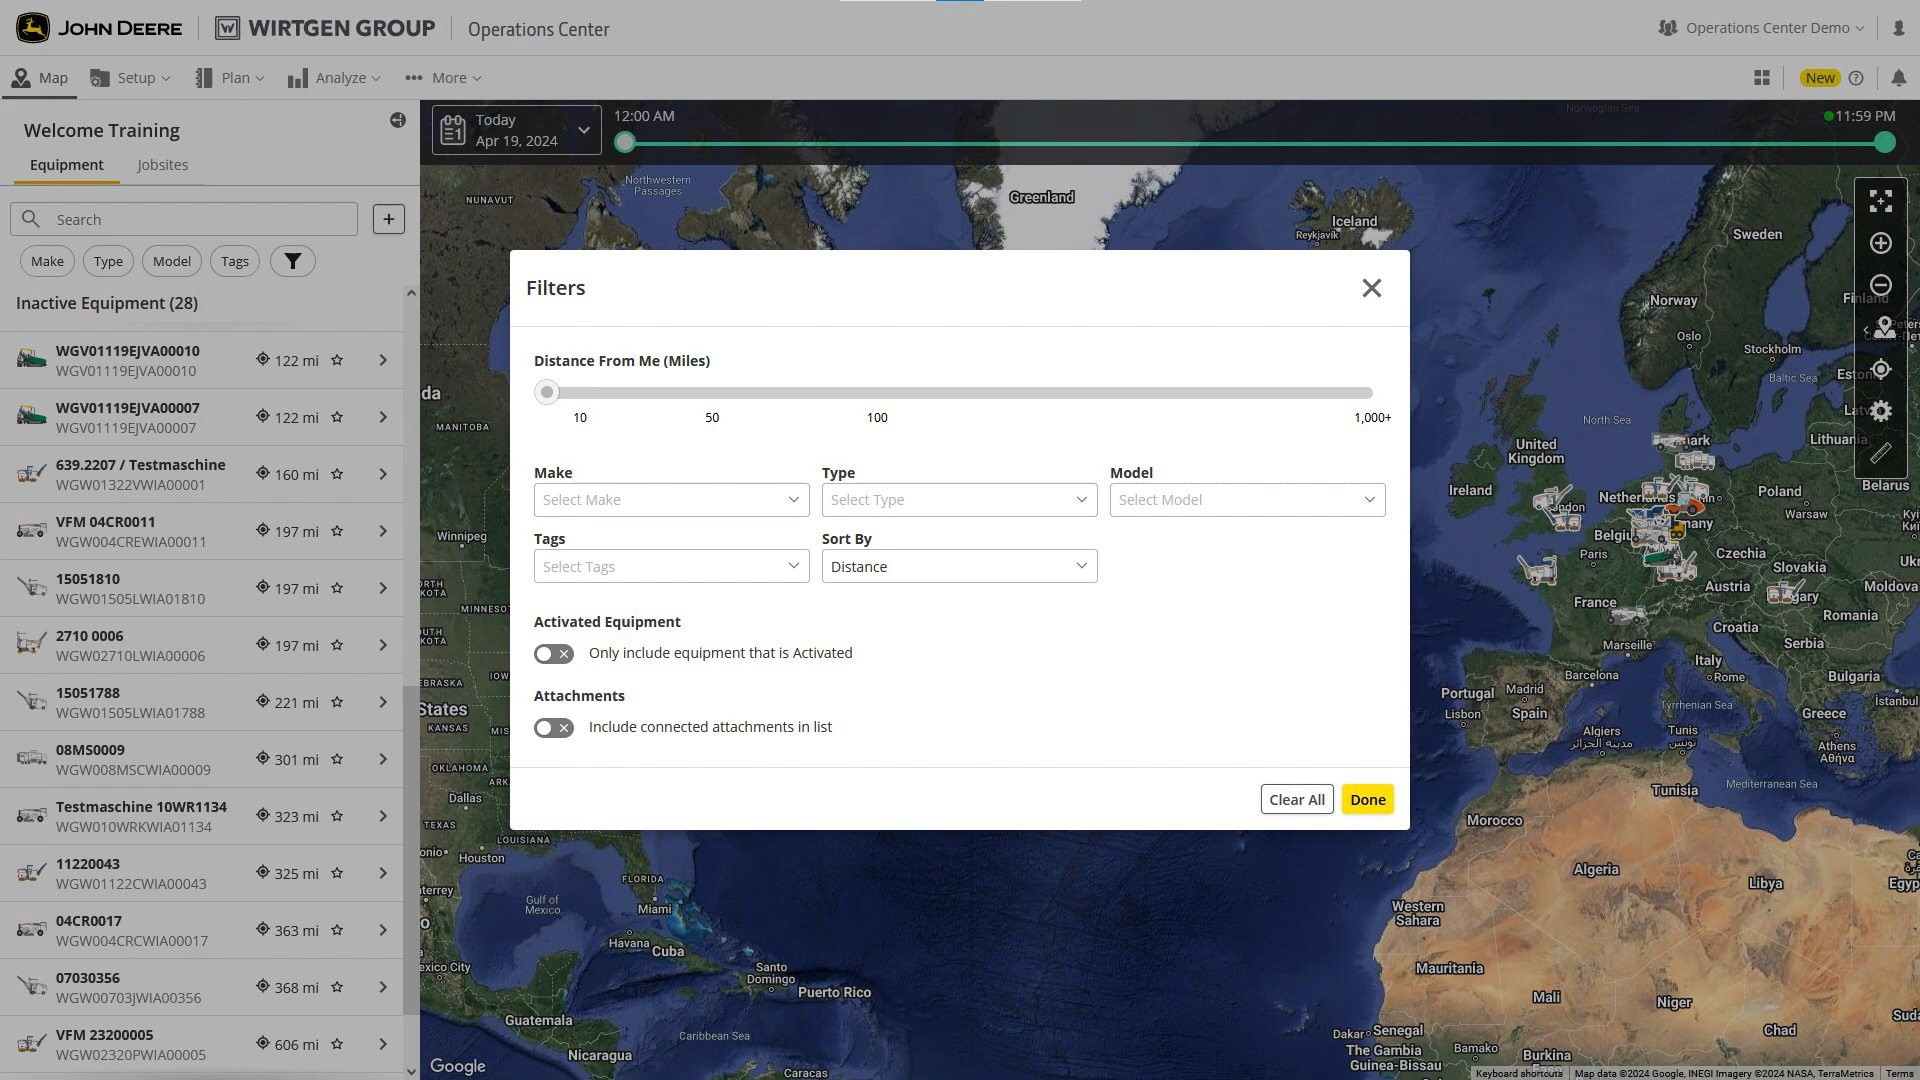 JOHN DEERE
WIRTGEN GROUP
Operations Center
Operations Center Demo
Map
Setup
Plan
Analyze
More
New
Welcome Training
Equipment
Jobsites
Search
+
Make
Type
Model
Tags
Inactive Equipment (28)
WGV01119EJVA00010
WGV01119EJVA00010
122 mi
WGV01119EJVA00007
WGV01119EJVA00007
122 mi
639.2207 / Testmaschine
WGW01322VWIA00001
160 mi
VFM 04CR0011
WGW004CREWIA00011
197 mi
15051810
WGW01505LWIA01810
197 mi
2710 0006
WGW02710LWIA00006
197 mi
15051788
WGW01505LWIA01788
221 mi
08MS0009
WGW008MSCWIA00009
301 mi
Testmaschine 10WR1134
WGW010WRKWIA01134
323 mi
11220043
WGW01122CWIA00043
325 mi
04CR0017
WGW004CRCWIA00017
363 mi
07030356
WGW00703JWIA00356
368 mi
VFM 23200005
WGW02320PWIA00005
606 mi
Today
Apr 19, 2024
12:00 AM
11:59 PM
Filters
Distance From Me (Miles)
10
50
100
1,000+
Make
Select Make
Type
Select Type
Model
Select Model
Tags
Select Tags
Sort By
Distance
Activated Equipment
Only include equipment that is Activated
Attachments
Include connected attachments in list
Clear All
Done
Norwegian Sea
Northwestern
Passages
NUNAVUT
Greenland
Iceland
Reykjavik
Sweden
Norway
Finland
Oslo
Stockholm
Baltic Sea
North Sea
MANITOBA
United
Kingdom
Lithuania
Ireland
Poland
Belarus
Warsaw
Winnipeg
Paris
Czechia
Slovakia
Austria
Moldova
France
Romania
Croatia
Marseille
Serbia
Italy
Rome
Barcelona
Bulgaria
Portugal
Madrid
Lisbon
Spain
Tyrrhenian Sea
Greece
İstanbul
Algiers
مدينة الجزائر
Tunis
تونس
Athens
Αθήνα
Mediterranean Sea
States
KANSAS
OKLAHOMA
Dallas
TEXAS
LOUISIANA
Houston
Tunisia
Morocco
Algeria
Libya
FLORIDA
Gulf of
Mexico
Miami
Western
Sahara
Havana
Cuba
Santo
Domingo
Puerto Rico
Mauritania
Mali
Niger
Chad
Guatemala
Caribbean Sea
Nicaragua
Caracas
Dakar
Senegal
The Gambia
Guinea-Bissau
Bamako
Burkina
Google
Keyboard shortcuts
Map data ©2024 Google, INEGI Imagery ©2024 NASA, TerraMetrics
Terms